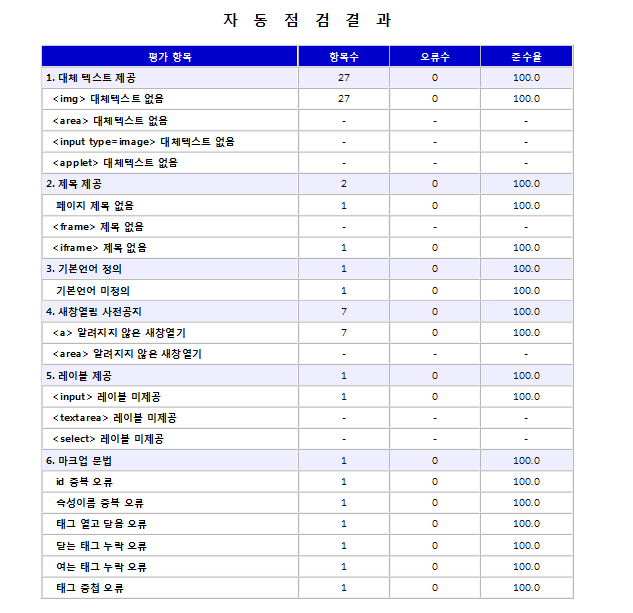 자 동 점 검 결 과
평가 항목 항목수 오류수 준수율
1. 대체 텍스트 제공 27 0 100.0
<img> 대체텍스트 없음 27 0 100.0
<area> 대체텍스트 없음 - - -
<input type=image> 대체텍스트 없음 - - -
<applet> 대체텍스트 없음 - - -
2. 제목 제공 2 0 100.0
페이지 제목 없음 1 0 100.0
<frame> 제목 없음 - - -
<iframe> 제목 없음 1 0 100.0
3. 기본언어 정의 1 0 100.0
기본언어 미정의 1 0 100.0
4. 새창열림 사전공지 7 0 100.0
<a> 알려지지 않은 새창열기 7 0 100.0
<area> 알려지지 않은 새창열기 - - -
5. 레이블 제공 1 0 100.0
<input> 레이블 미제공 1 0 100.0
<textarea> 레이블 미제공 - - -
<select> 레이블 미제공 - - -
6. 마크업 문법 1 0 100.0
id 중복 오류 1 0 100.0
속성이름 중복 오류 1 0 100.0
태그 열고 닫음 오류 1 0 100.0
닫는 태그 누락 오류 1 0 100.0
여는 태그 누락 오류 1 0 100.0
태그 중첩 오류 1 0 100.0